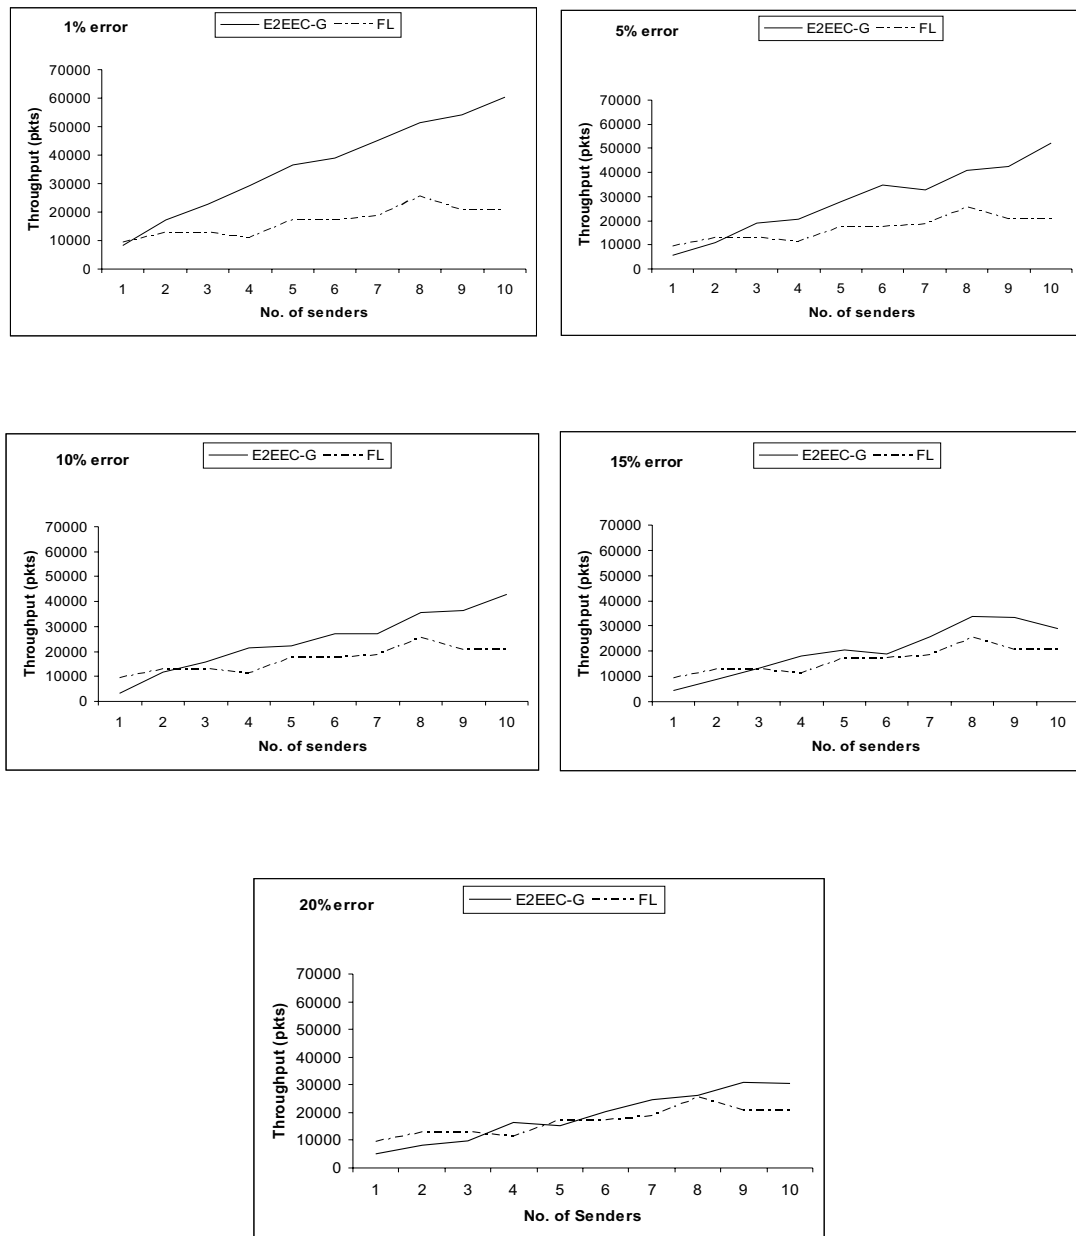 1% error
E2EEC-G FL
Throughput (pkts)
70000
60000
50000
40000
30000
20000
10000
0
1 2 3 4 5 6 7 8 9 10
No. of senders
5% error
E2EEC-G FL
Throughput (pkts)
70000
60000
50000
40000
30000
20000
10000
0
1 2 3 4 5 6 7 8 9 10
No. of senders
10% error
E2EEC-G FL
Throughput (pkts)
70000
60000
50000
40000
30000
20000
10000
0
1 2 3 4 5 6 7 8 9 10
No. of senders
15% error
E2EEC-G FL
Throughput (pkts)
70000
60000
50000
40000
30000
20000
10000
0
1 2 3 4 5 6 7 8 9 10
No. of senders
20% error
E2EEC-G FL
Throughput (pkts)
70000
60000
50000
40000
30000
20000
10000
0
1 2 3 4 5 6 7 8 9 10
No. of Senders